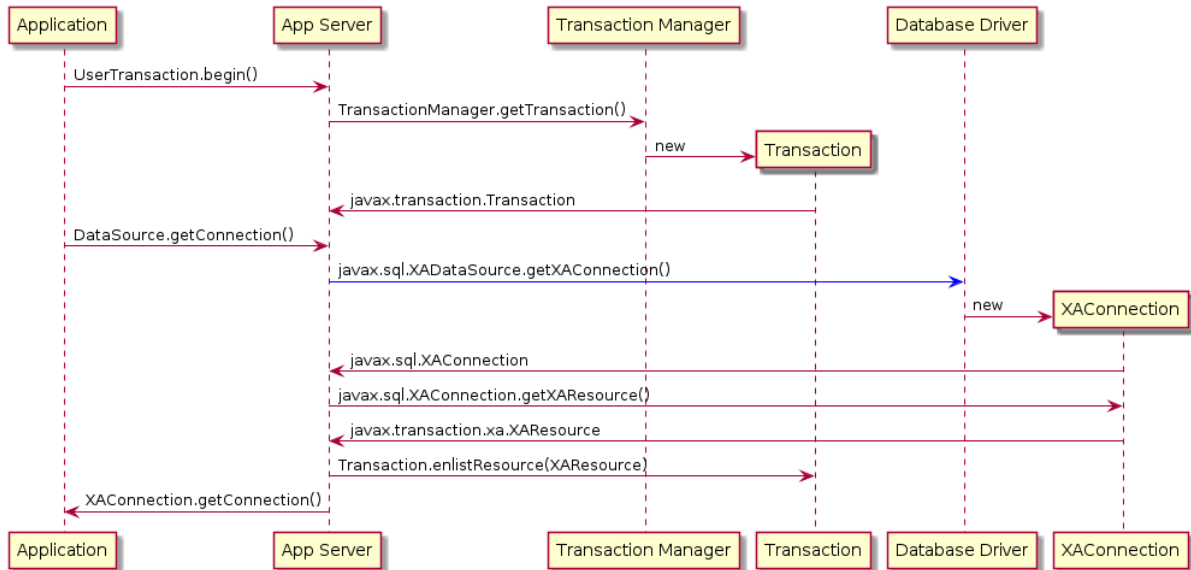 Application
App Server
Transaction Manager
Database Driver
UserTransaction.begin()
TransactionManager.getTransaction()
new
Transaction
javax.transaction.Transaction
DataSource.getConnection()
javax.sql.XADataSource.getXAConnection()
new
XAConnection
javax.sql.XAConnection
javax.sql.XAConnection.getXAResource()
javax.transaction.xa.XAResource
Transaction.enlistResource(XAResource)
XAConnection.getConnection()
Application
App Server
Transaction Manager
Transaction
Database Driver
XAConnection